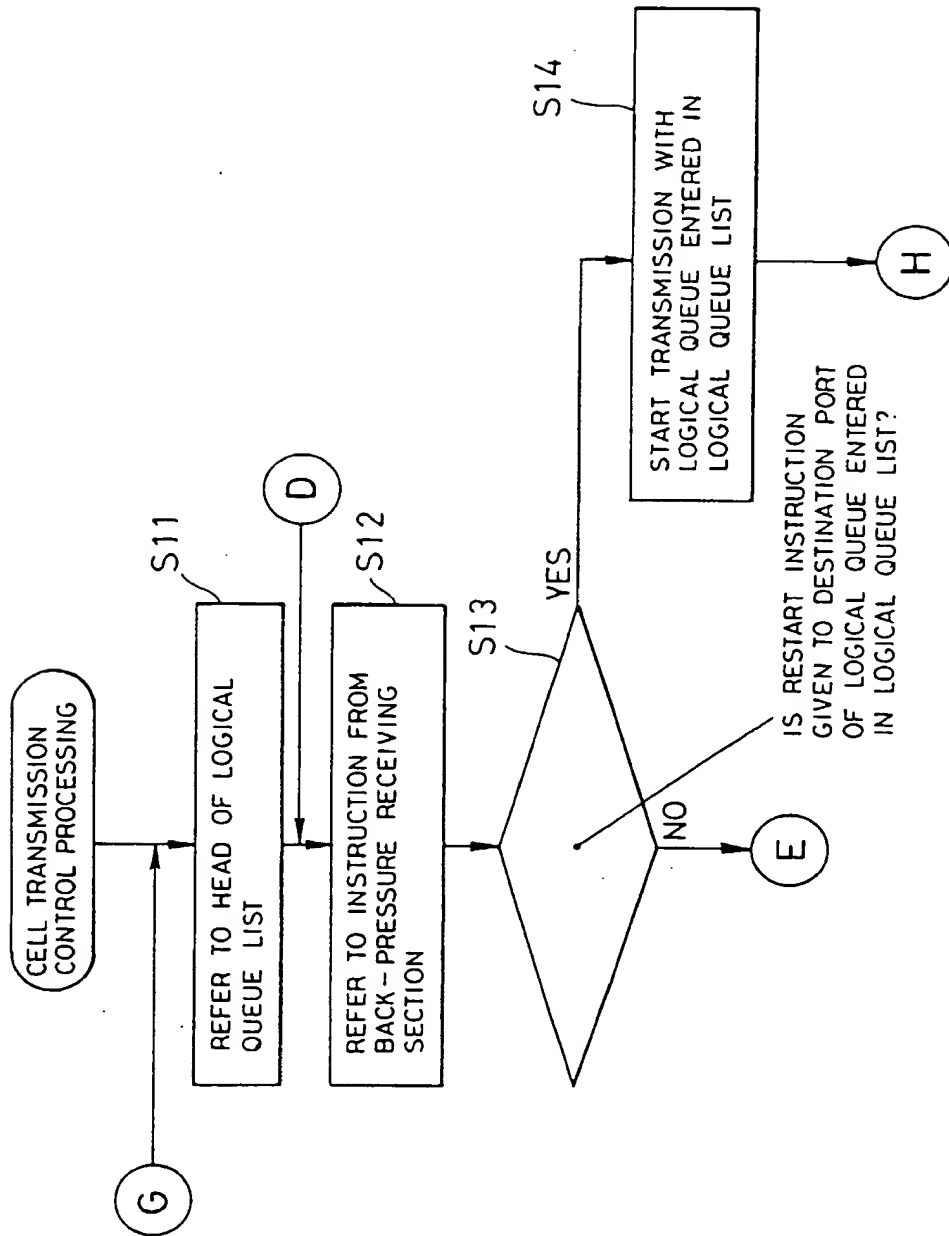 CELL TRANSMISSION
CONTROL PROCESSING
G
S11
REFER TO HEAD OF LOGICAL
QUEUE LIST
D
S12
REFER TO INSTRUCTION FROM
BACK-PRESSURE RECEIVING
SECTION
S13
YES
NO
E
IS RESTART INSTRUCTION
GIVEN TO DESTINATION PORT
OF LOGICAL QUEUE ENTERED
IN LOGICAL QUEUE LIST?
S14
START TRANSMISSION WITH
LOGICAL QUEUE ENTERED IN
LOGICAL QUEUE LIST
H